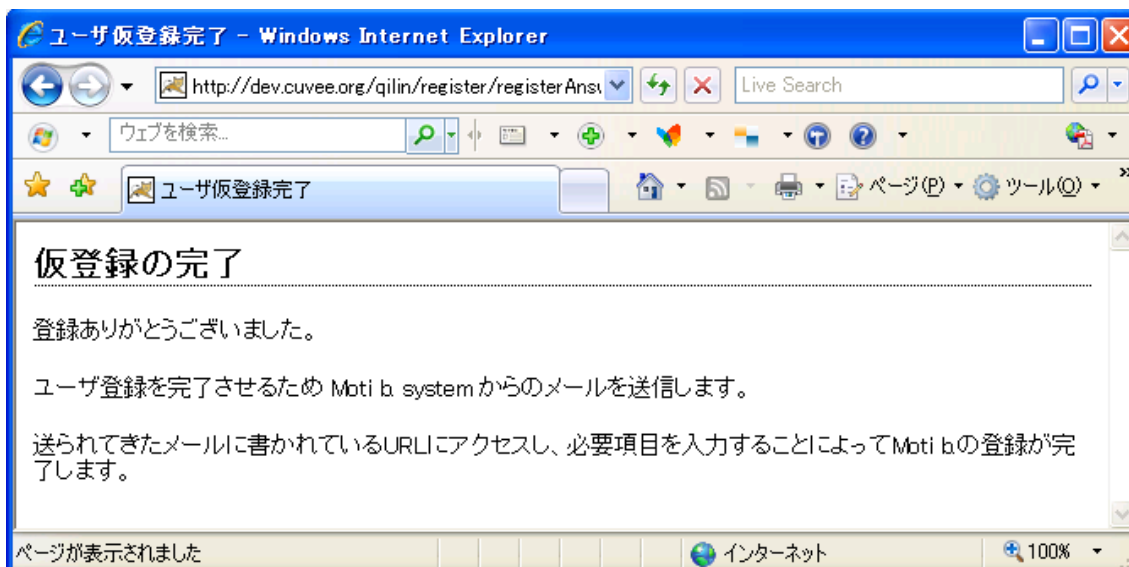 ユーザ仮登録完了 - Windows Internet Explorer
http://dev.cuvee.org/qilin/register/registerAnsw
Live Search
ウェブを検索...
ユーザ仮登録完了
ページ(P)
ツール(O)
仮登録の完了
登録ありがとうございました。
ユーザ登録を完了させるため Moti b. system からのメールを送信します。
送られてきたメールに書かれているURLにアクセスし、必要項目を入力することによってMoti b.の登録が完
了します。
ページが表示されました
インターネット
100%